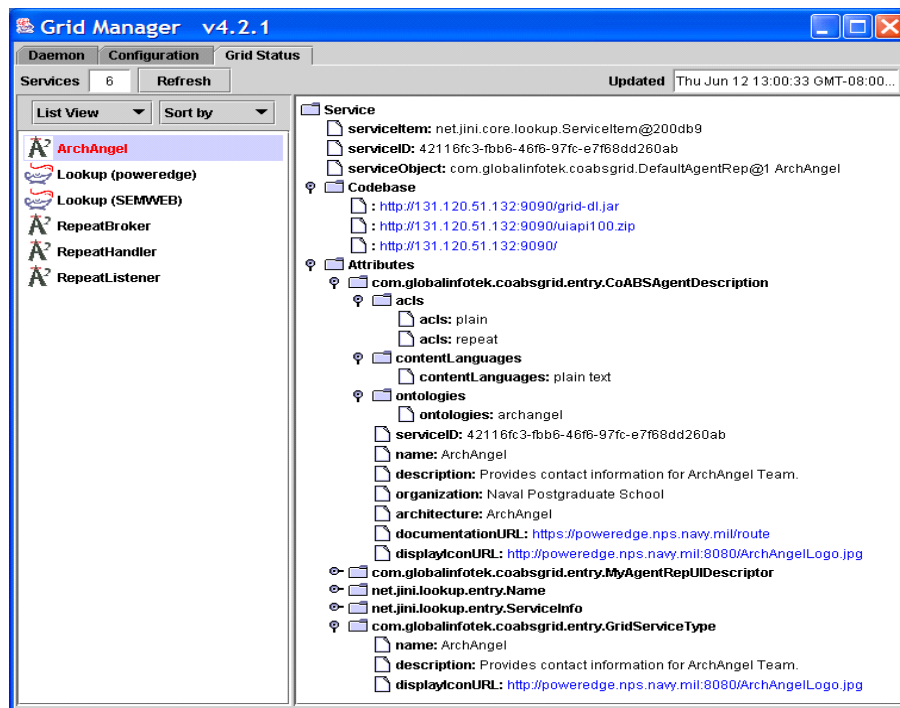 Grid Manager v4.2.1
Daemon Configuration Grid Status
Services 6 Refresh Updated Thu Jun 12 13:00:33 GMT-08:00...
List View Sort by
ArchAngel
Lookup (poweredge)
Lookup (SEMWEB)
RepeatBroker
RepeatHandler
RepeatListener
Service
serviceItem: net.jini.core.lookup.ServiceItem@200db9
serviceID: 42116fc3-fbb6-46f6-97fc-e7f68dd260ab
serviceObject: com.globalinfotek.coabsgrid.DefaultAgentRep@1 ArchAngel
Codebase
: http://131.120.51.132:9090/grid-dl.jar
: http://131.120.51.132:9090/uiapi100.zip
: http://131.120.51.132:9090/
Attributes
com.globalinfotek.coabsgrid.entry.CoABSAgentDescription
acls
acls: plain
acls: repeat
contentLanguages
contentLanguages: plain text
ontologies
ontologies: archangel
serviceID: 42116fc3-fbb6-46f6-97fc-e7f68dd260ab
name: ArchAngel
description: Provides contact information for ArchAngel Team.
organization: Naval Postgraduate School
architecture: ArchAngel
documentationURL: https://poweredge.nps.navy.mil/route
displayIconURL: http://poweredge.nps.navy.mil:8080/ArchAngelLogo.jpg
com.globalinfotek.coabsgrid.entry.MyAgentRepUIDescriptor
net.jini.lookup.entry.Name
net.jini.lookup.entry.ServiceInfo
com.globalinfotek.coabsgrid.entry.GridServiceType
name: ArchAngel
description: Provides contact information for ArchAngel Team.
displayIconURL: http://poweredge.nps.navy.mil:8080/ArchAngelLogo.jpg